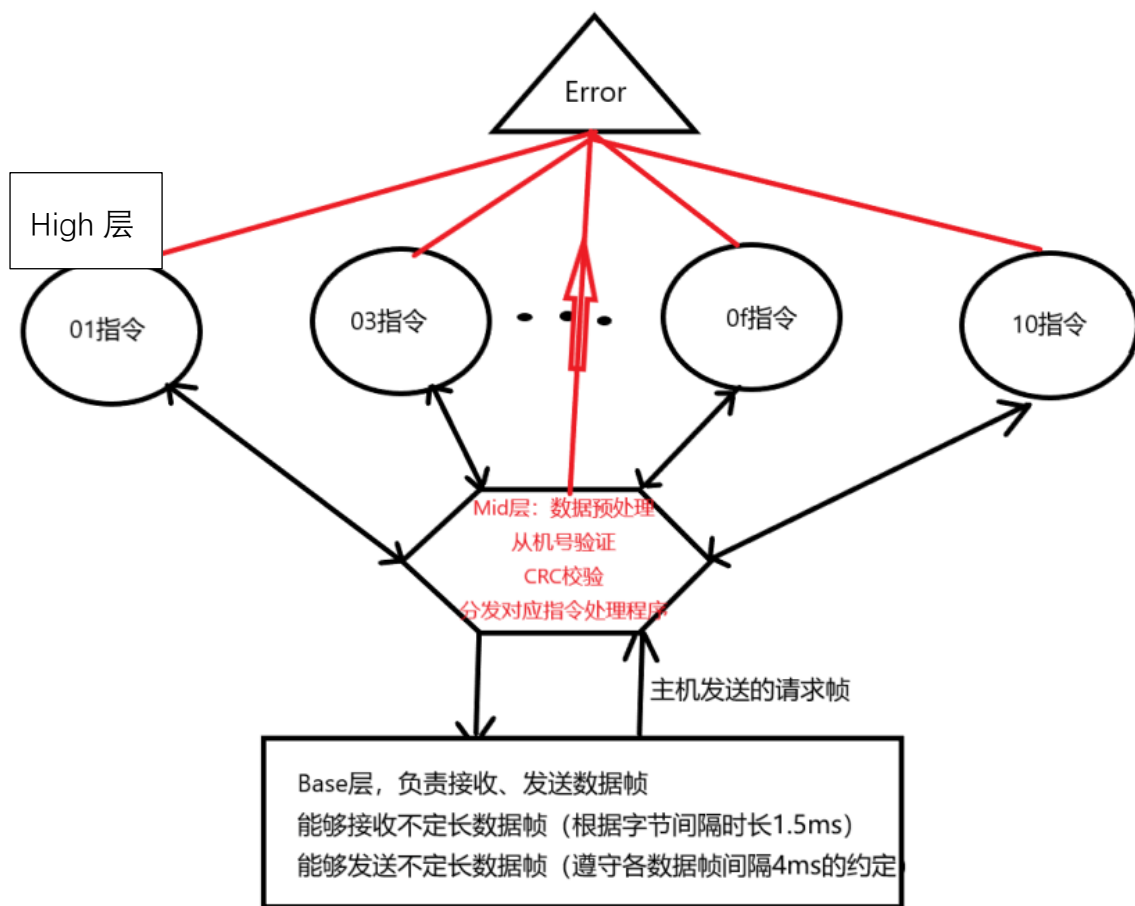 Error
High 层
01指令
03指令
0f指令
10指令
Mid层：数据预处理
从机号验证
CRC校验
分发对应指令处理程序
主机发送的请求帧
Base层，负责接收、发送数据帧
能够接收不定长数据帧（根据字节间隔时长1.5ms）
能够发送不定长数据帧（遵守各数据帧间隔4ms的约定）